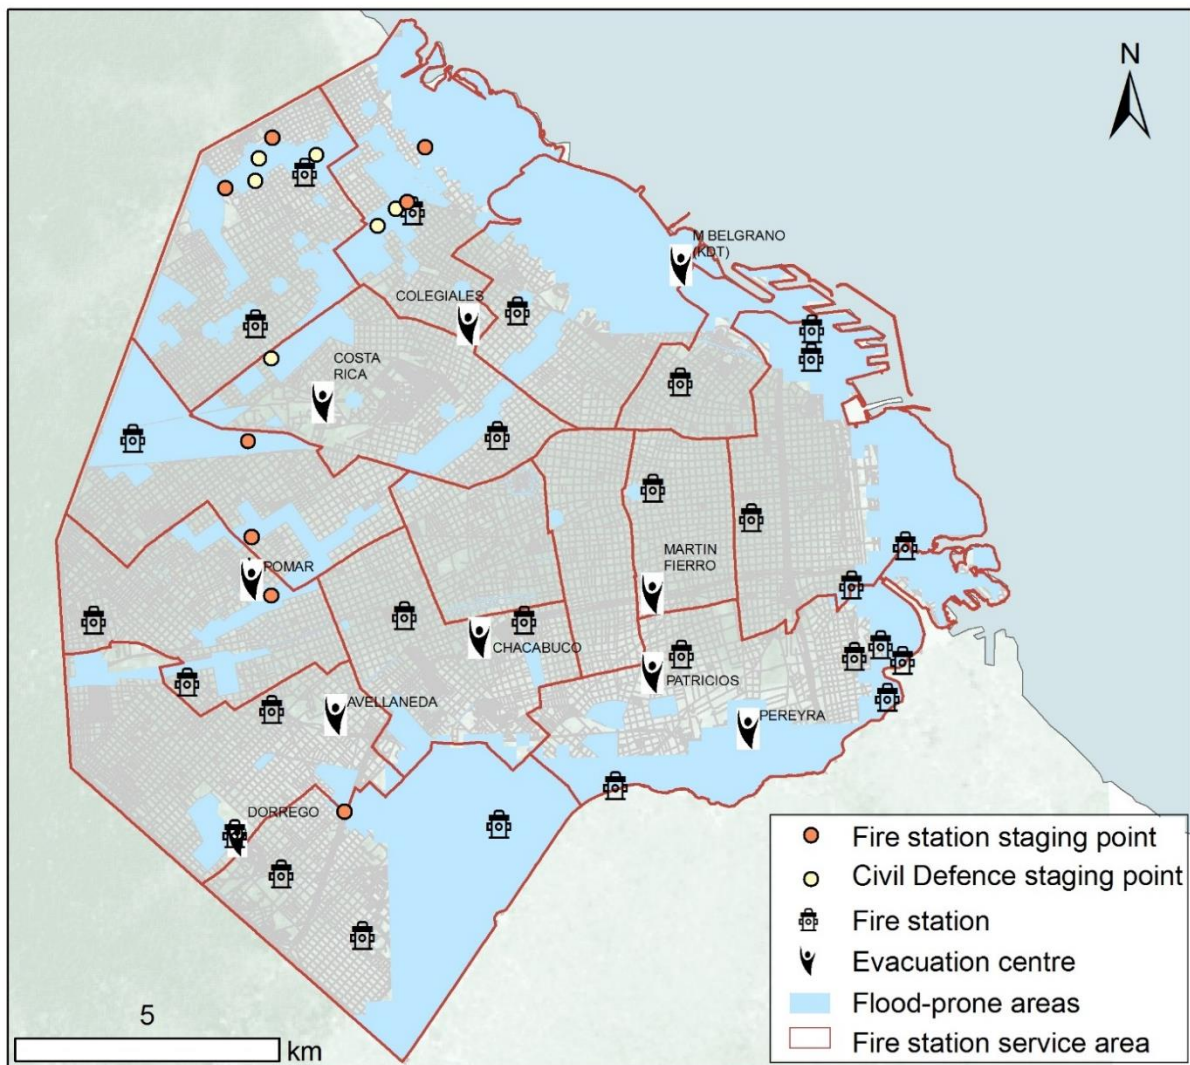 N
M BELGRANO
(KDT)
COLEGIALES
COSTA
RICA
POMAR
MARTIN
FIERRO
CHACABUCO
PATRICIOS
AVELLANEDA
PEREYRA
DORREGO
Fire station staging point
Civil Defence staging point
Fire station
Evacuation centre
Flood-prone areas
Fire station service area
5
km